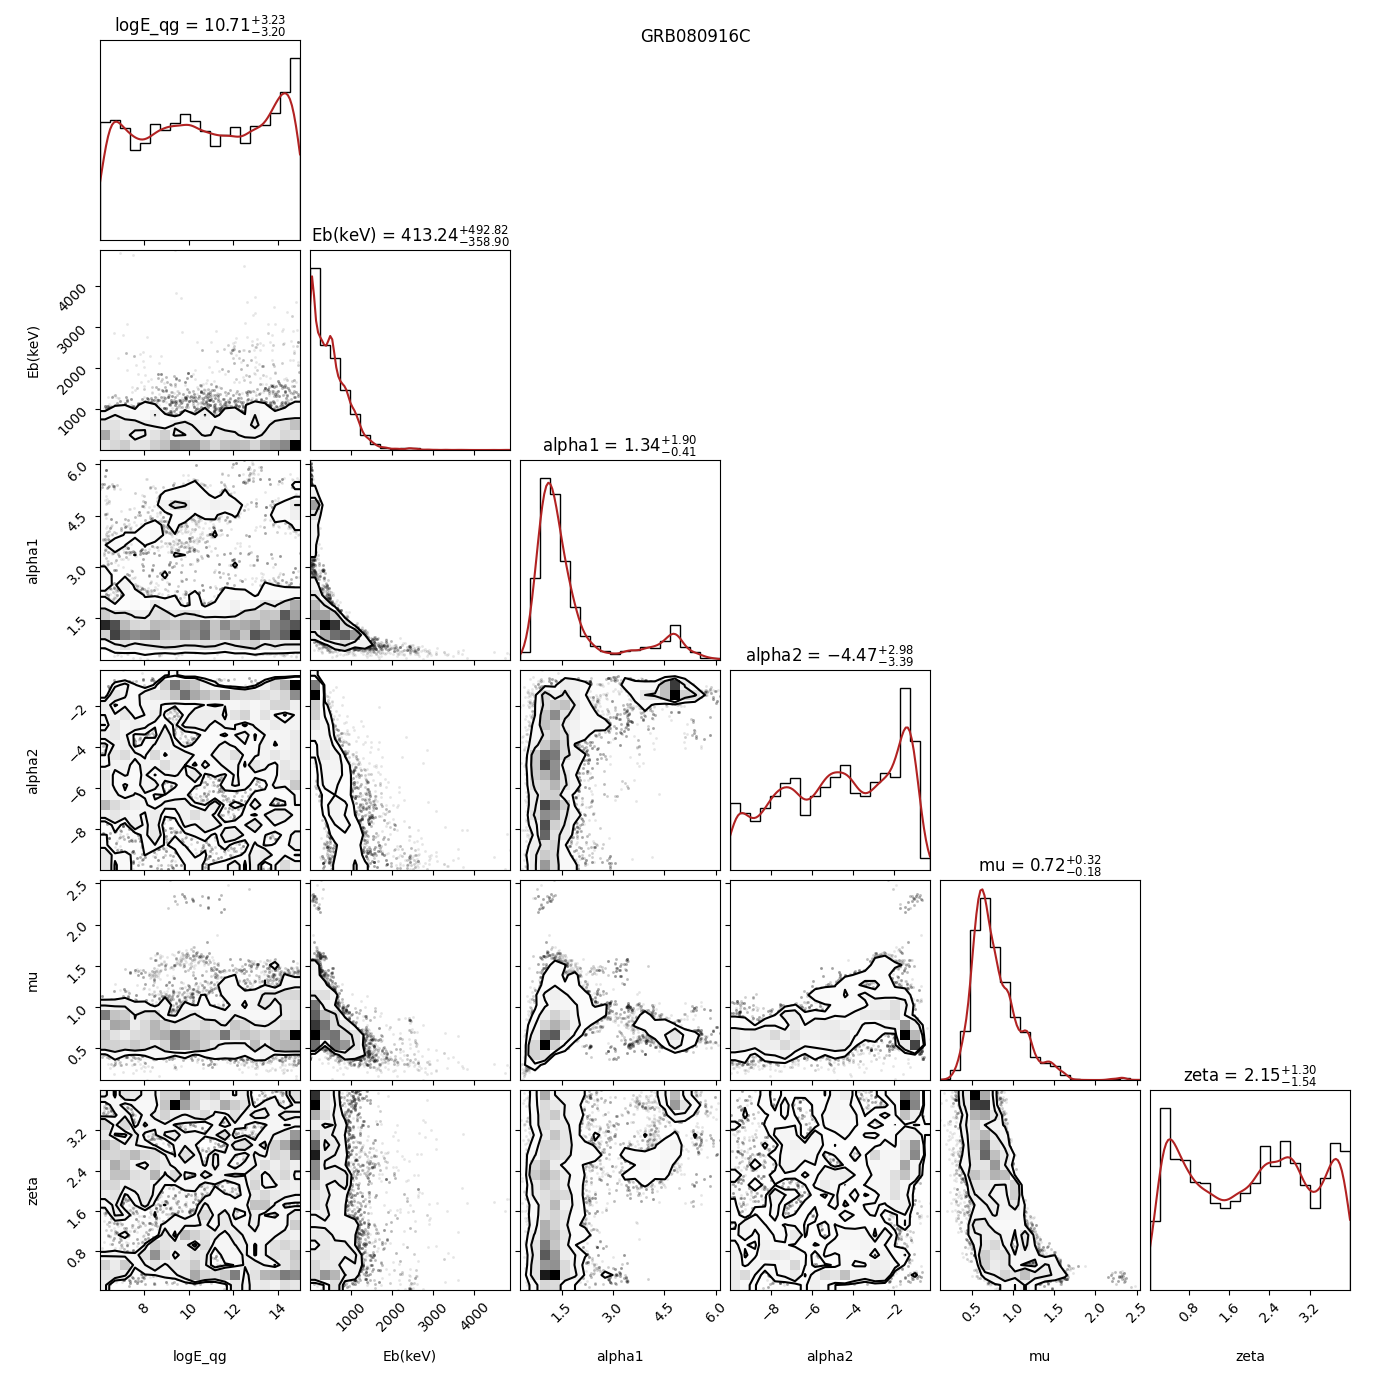 GRB080916C
logE_qg = 10.71+3.23 −3.20
Eb(keV) = 413.24+492.82 −358.90
Eb(keV)
4000
3000
2000
1000
alpha1 = 1.34+1.90 −0.41
alpha1
6.0
4.5
3.0
1.5
alpha2 = −4.47+2.98 −3.39
alpha2
−2
−4
−6
−8
mu = 0.72+0.32 −0.18
mu
2.5
2.0
1.5
1.0
0.5
zeta = 2.15+1.30 −1.54
zeta
3.2
2.4
1.6
0.8
8 10 12 14
1000 2000 3000 4000
1.5 3.0 4.5 6.0
−8 −6 −4 −2
0.5 1.0 1.5 2.0 2.5
0.8 1.6 2.4 3.2
logE_qg Eb(keV) alpha1 alpha2 mu zeta